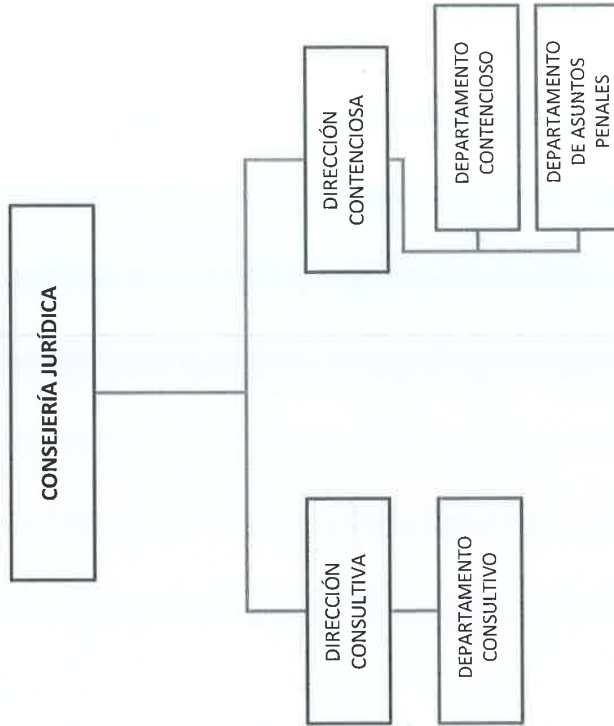 CONSEJERÍA JURÍDICA
DIRECCIÓN
CONSULTIVA
DEPARTAMENTO
CONSULTIVO
DIRECCIÓN
CONTENCIOSA
DEPARTAMENTO
CONTENCIOSO
DEPARTAMENTO
DE ASUNTOS
PENALES